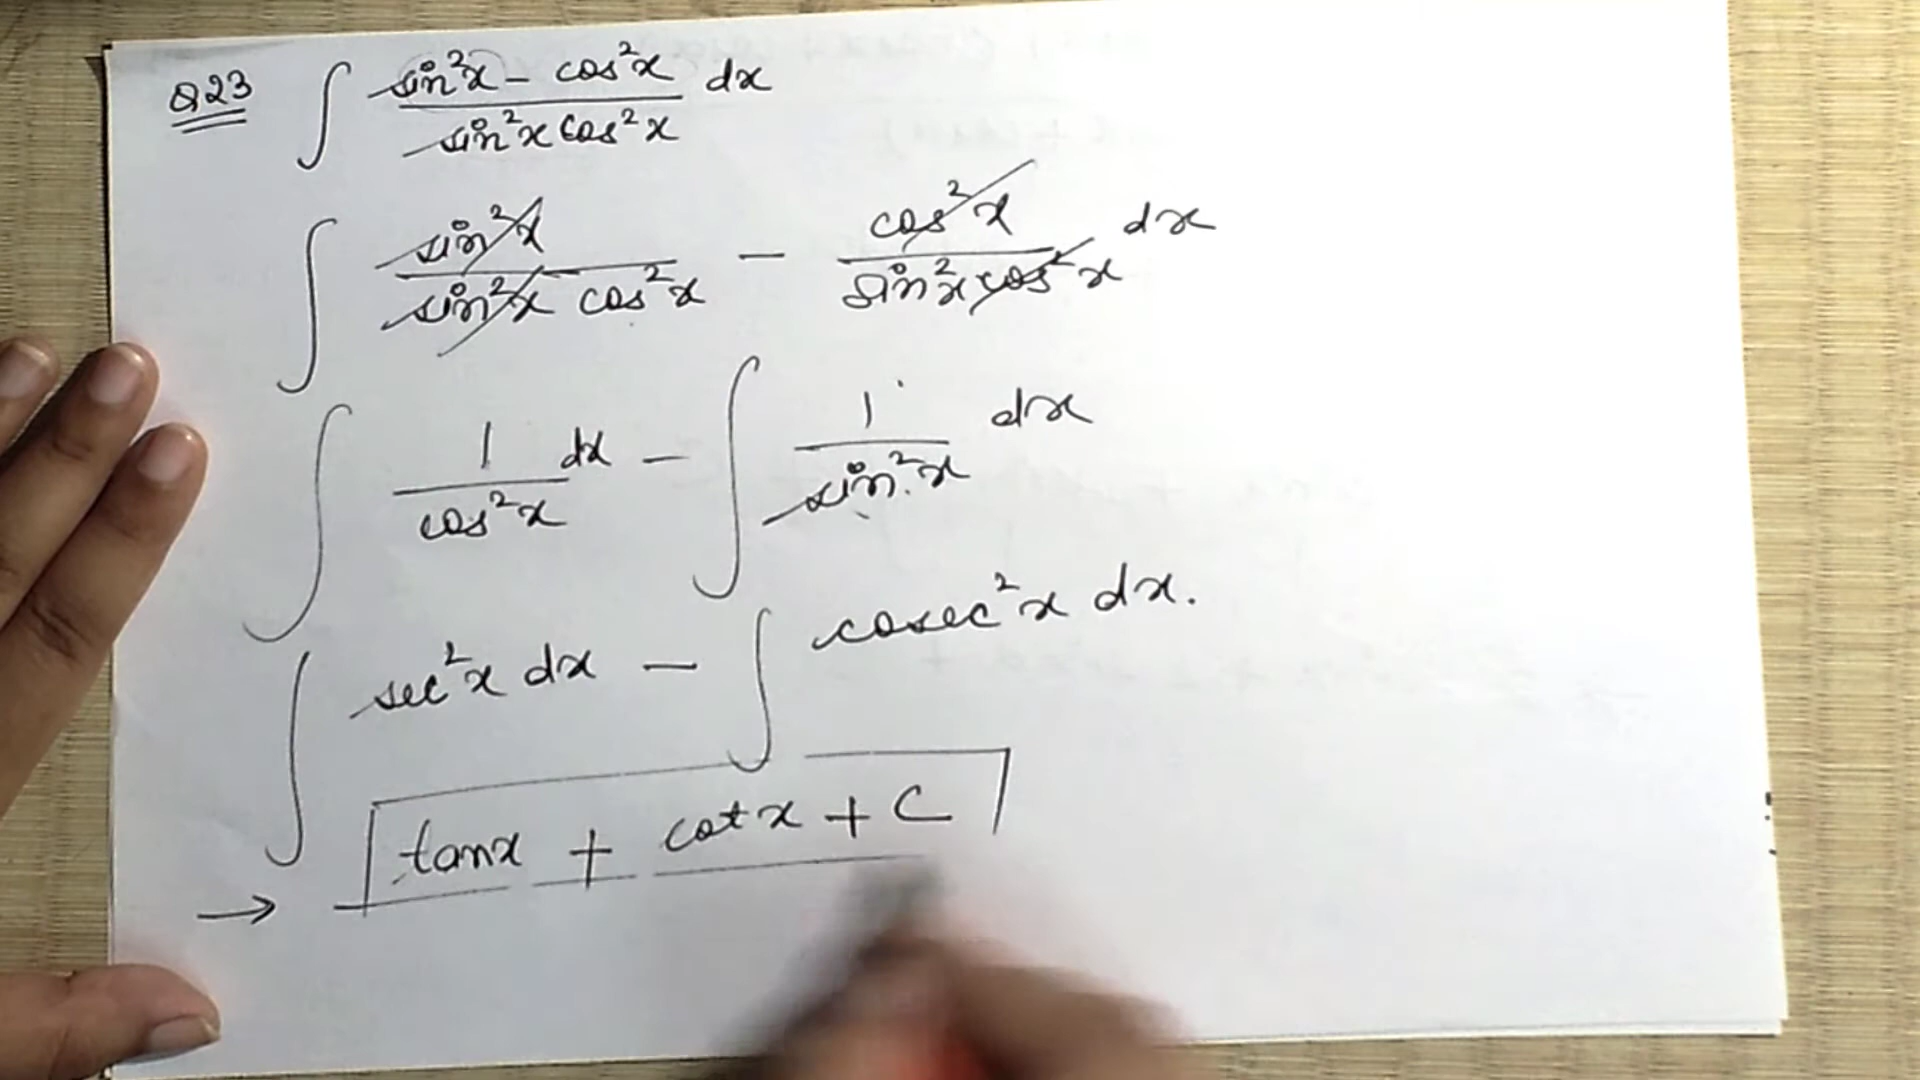 Q23 ∫ (sin²x - cos²x)/(sin²x cos²x) dx
∫ sin²x/(sin²x cos²x) - cos²x/(sin²x cos²x) dx
∫ 1/cos²x dx - ∫ 1/sin²x dx
∫ sec²x dx - ∫ cosec²x dx.
→ tanx + cotx + C